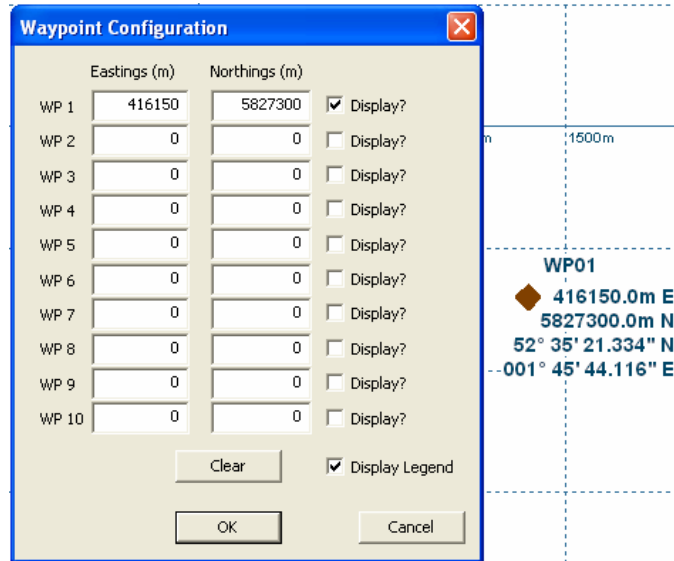 Waypoint Configuration
Eastings (m) Northings (m)
WP 1 416150 5827300 Display?
WP 2 0 0 Display?
WP 3 0 0 Display?
WP 4 0 0 Display?
WP 5 0 0 Display?
WP 6 0 0 Display?
WP 7 0 0 Display?
WP 8 0 0 Display?
WP 9 0 0 Display?
WP 10 0 0 Display?
Clear Display Legend
OK Cancel
1500m
WP01
416150.0m E
5827300.0m N
52° 35' 21.334" N
001° 45' 44.116" E